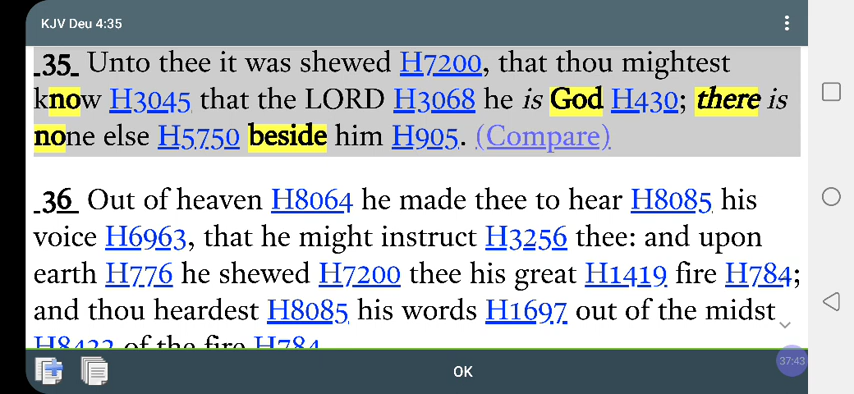 KJV Deu 4:35
35 Unto thee it was shewed H7200, that thou mightest
know H3045 that the LORD H3068 he is God H430; there is
none else H5750 beside him H905. (Compare)
36 Out of heaven H8064 he made thee to hear H8085 his
voice H6963, that he might instruct H3256 thee: and upon
earth H776 he shewed H7200 thee his great H1419 fire H784;
and thou heardest H8085 his words H1697 out of the midst
of the fire H784
OK
37:43